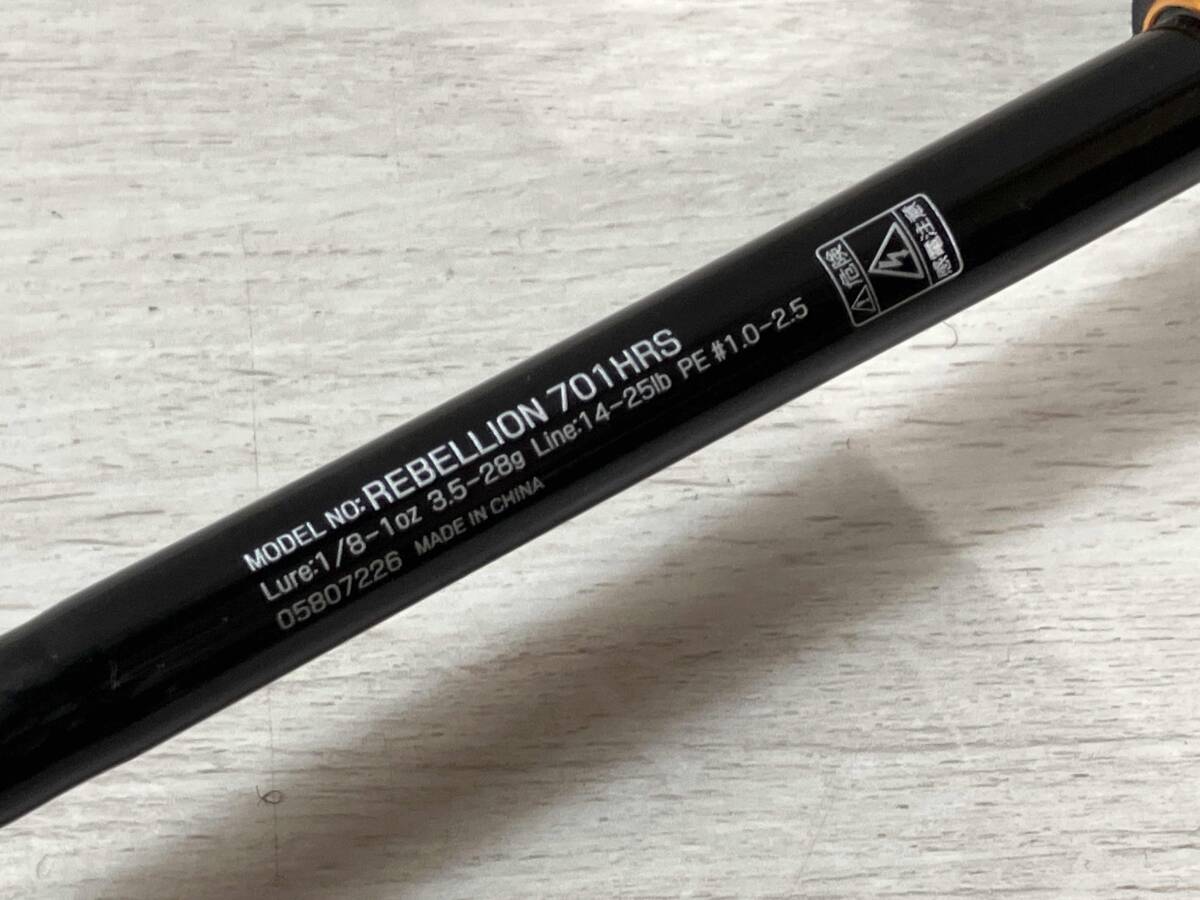 MODEL NO:REBELLION 701HRS
Lure:1/8-1oz 3.5-28g Line:14-25lb PE #1.0-2.5
05807226 MADE IN CHINA
⚠危険
感電注意